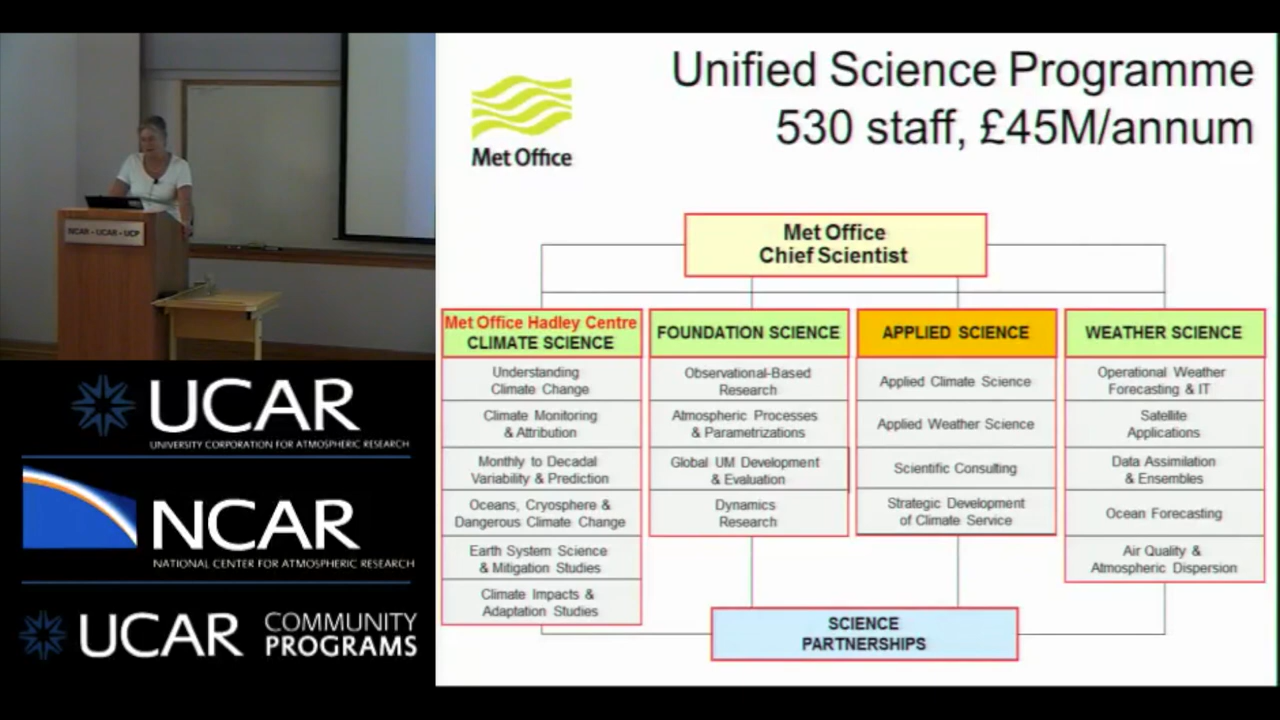 NCAR • UCAR • UCP
UCAR
UNIVERSITY CORPORATION FOR ATMOSPHERIC RESEARCH
NCAR
NATIONAL CENTER FOR ATMOSPHERIC RESEARCH
UCAR COMMUNITY
PROGRAMS
Met Office
Unified Science Programme
530 staff, £45M/annum
Met Office
Chief Scientist
Met Office Hadley Centre
CLIMATE SCIENCE
Understanding
Climate Change
Climate Monitoring
& Attribution
Monthly to Decadal
Variability & Prediction
Oceans, Cryosphere &
Dangerous Climate Change
Earth System Science
& Mitigation Studies
Climate Impacts &
Adaptation Studies
FOUNDATION SCIENCE
Observational-Based
Research
Atmospheric Processes
& Parametrizations
Global UM Development
& Evaluation
Dynamics
Research
APPLIED SCIENCE
Applied Climate Science
Applied Weather Science
Scientific Consulting
Strategic Development
of Climate Service
WEATHER SCIENCE
Operational Weather
Forecasting & IT
Satellite
Applications
Data Assimilation
& Ensembles
Ocean Forecasting
Air Quality &
Atmospheric Dispersion
SCIENCE
PARTNERSHIPS